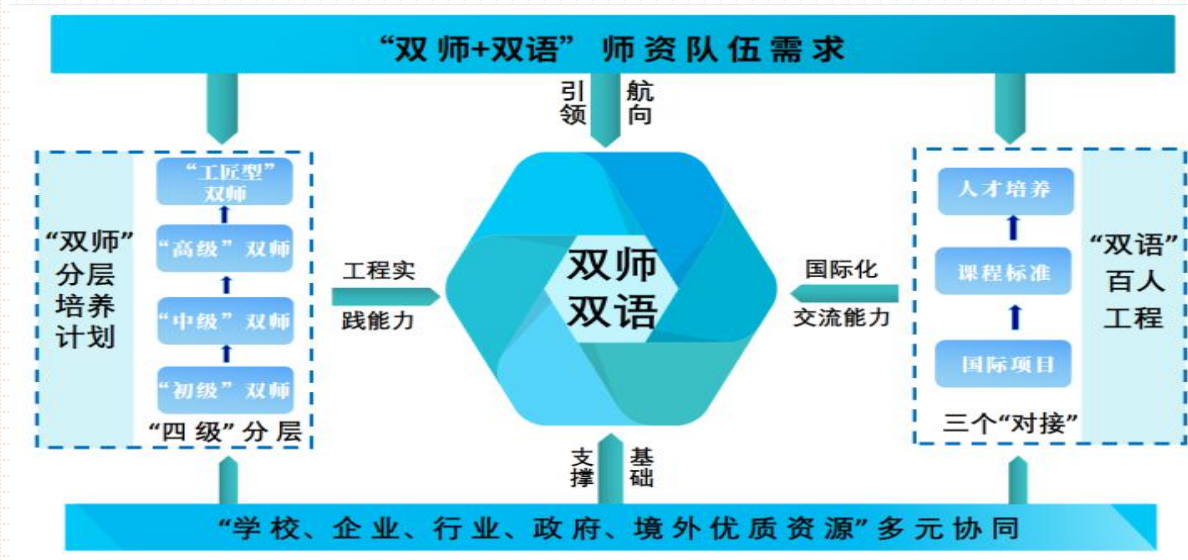 “双师+双语” 师资队伍需求
引领
航向
“双师”
分层
培养
计划
“工匠型”
双师
“高级”双师
“中级”双师
“初级”双师
“四级”分层
工程实
践能力
双师
双语
国际化
交流能力
人才培养
课程标准
国际项目
三个“对接”
“双语”
百人
工程
支撑
基础
“学校、企业、行业、政府、境外优质资源”多元协同